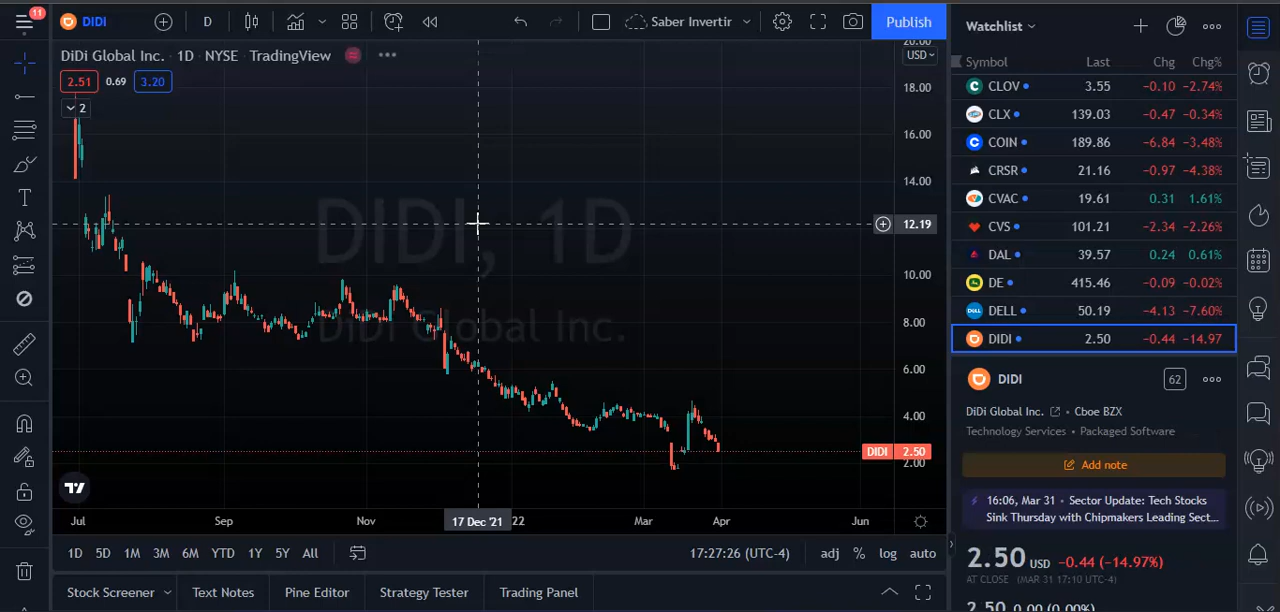 11
DIDI
D
Saber Invertir
Publish
DiDi Global Inc. · 1D · NYSE · TradingView
2.51 0.69 3.20
2
DIDI, 1D
DiDi Global Inc.
20.00
USD
18.00
16.00
14.00
12.19
10.00
8.00
6.00
4.00
DIDI 2.50
2.00
Jul Sep Nov 17 Dec '21 22 Mar Apr Jun
1D 5D 1M 3M 6M YTD 1Y 5Y All
17:27:26 (UTC-4) adj % log auto
Stock Screener Text Notes Pine Editor Strategy Tester Trading Panel
Watchlist
Symbol Last Chg Chg%
CLOV 3.55 −0.10 −2.74%
CLX 139.03 −0.47 −0.34%
COIN 189.86 −6.84 −3.48%
CRSR 21.16 −0.97 −4.38%
CVAC 19.61 0.31 1.61%
CVS 101.21 −2.34 −2.26%
DAL 39.57 0.24 0.61%
DE 415.46 −0.09 −0.02%
DELL 50.19 −4.13 −7.60%
DIDI 2.50 −0.44 −14.97
DIDI
62
DiDi Global Inc. • Cboe BZX
Technology Services • Packaged Software
Add note
16:06, Mar 31 • Sector Update: Tech Stocks
Sink Thursday with Chipmakers Leading Sect...
2.50 USD −0.44 (−14.97%)
AT CLOSE (MAR 31 17:10 UTC-4)
2.50 0.00 (0.00%)